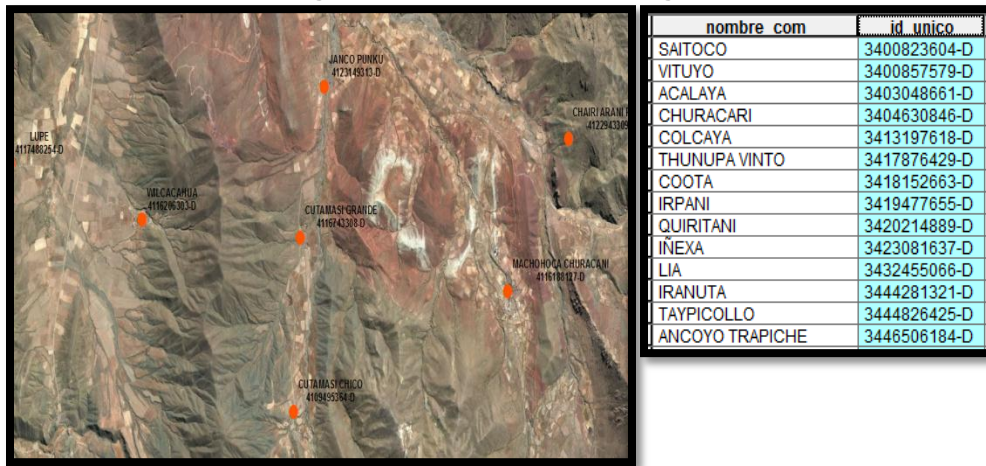 JANCO PUNKU
4123149313-D
CHAIRI ARANI
LUPE
4117488254-D
WILCACAHUA
4116296303-D
CUTAMASI GRANDE
4116743308-D
MACHOHOCA CHURACANI
4116188127-D
CUTAMASI CHICO
4109495364-D
nombre_com id_unico
SAITOCO 3400823604-D
VITUYO 3400857579-D
ACALAYA 3403048661-D
CHURACARI 3404630846-D
COLCAYA 3413197618-D
THUNUPA VINTO 3417876429-D
COOTA 3418152663-D
IRPANI 3419477655-D
QUIRITANI 3420214889-D
IÑEXA 3423081637-D
LIA 3432455066-D
IRANUTA 3444281321-D
TAYPICOLLO 3444826425-D
ANCOYO TRAPICHE 3446506184-D